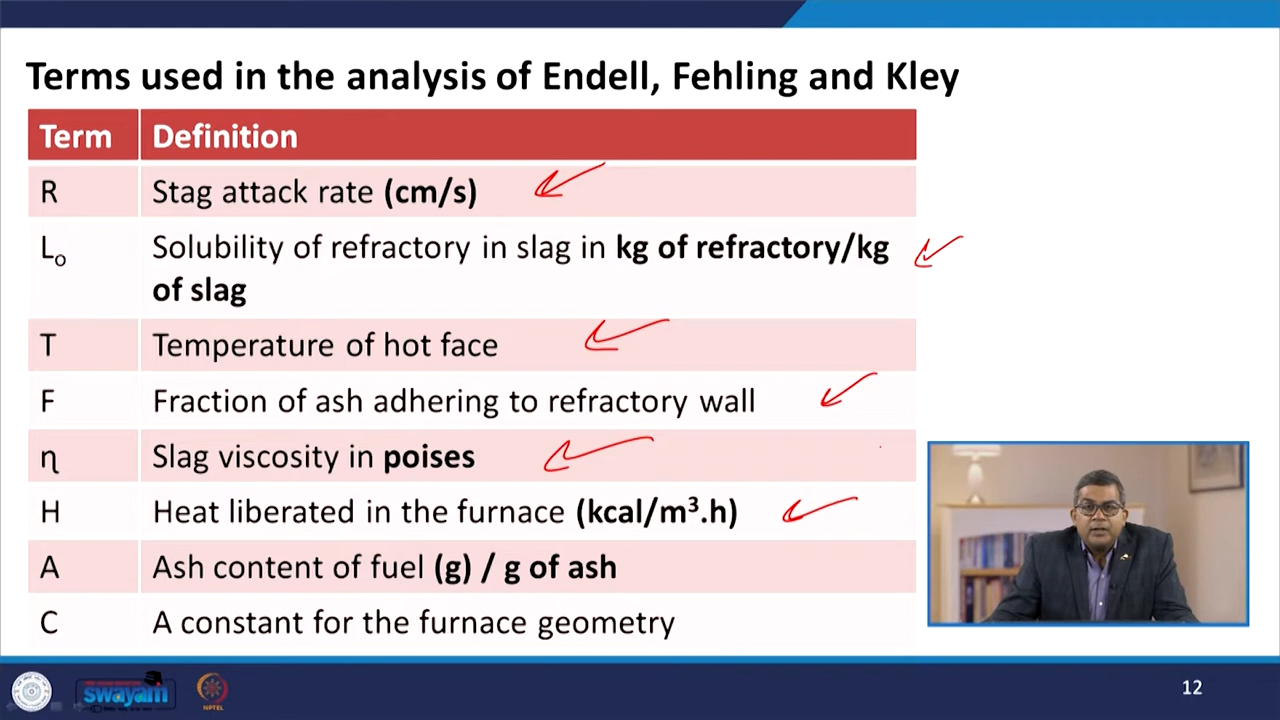 Terms used in the analysis of Endell, Fehling and Kley
Term Definition
R Stag attack rate (cm/s)
Lₒ Solubility of refractory in slag in kg of refractory/kg
of slag
T Temperature of hot face
F Fraction of ash adhering to refractory wall
η Slag viscosity in poises
H Heat liberated in the furnace (kcal/m³.h)
A Ash content of fuel (g) / g of ash
C A constant for the furnace geometry
swayam
NPTEL
12